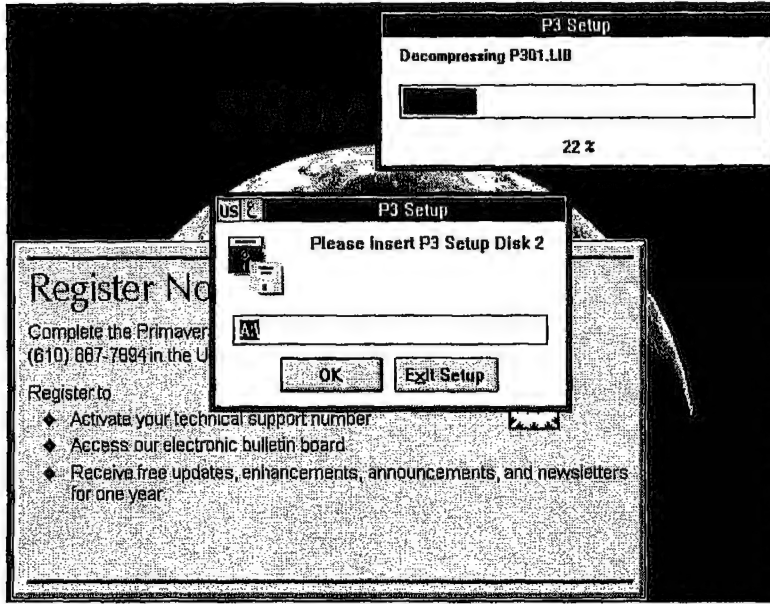 P3 Setup
Decompressing P301.LIB
22 %
US
P3 Setup
Please Insert P3 Setup Disk 2
OK
Exit Setup
Register No
Complete the Primaver
(610) 667-7894 in the U
Register to
◆ Activate your technical support number
◆ Access our electronic bulletin board
◆ Receive free updates, enhancements, announcements, and newsletters
for one year